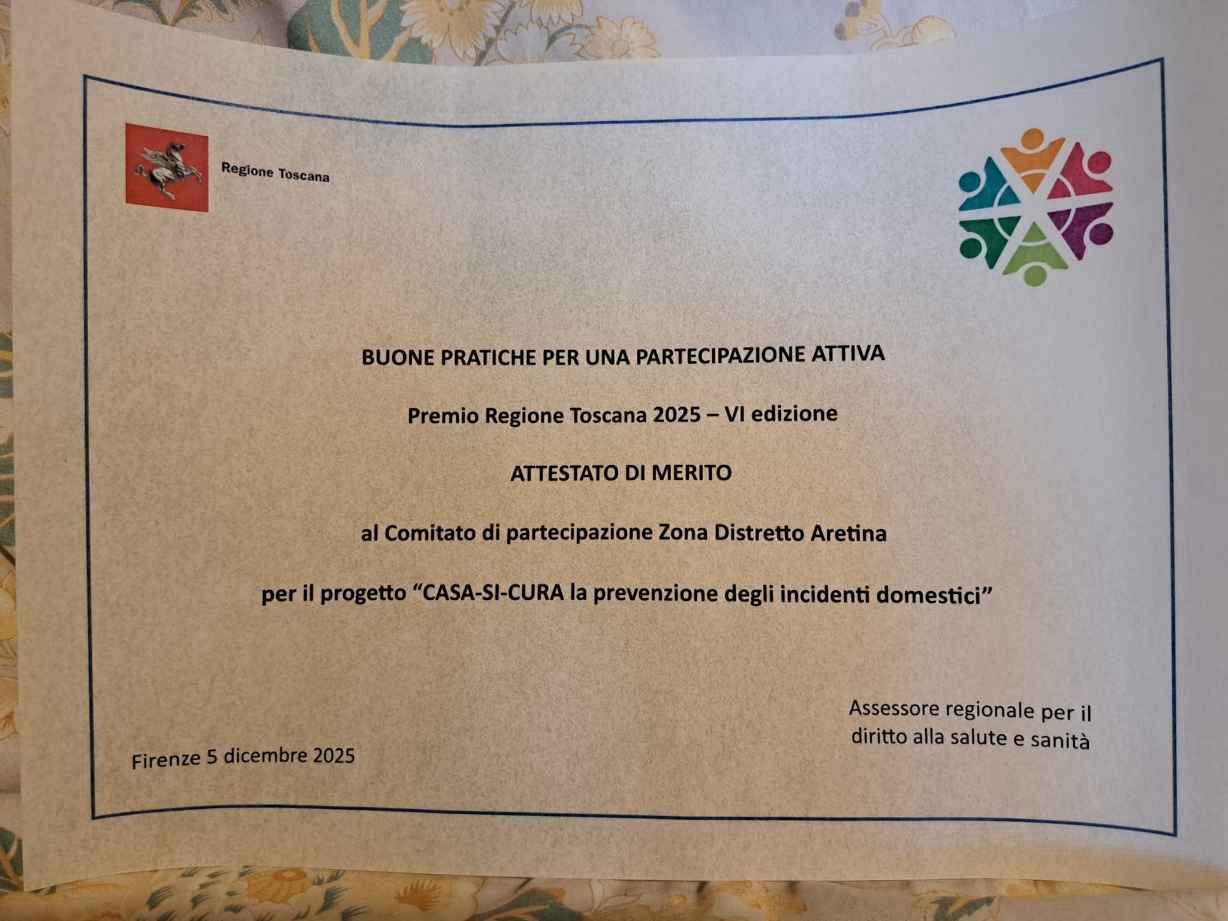 Regione Toscana
BUONE PRATICHE PER UNA PARTECIPAZIONE ATTIVA
Premio Regione Toscana 2025 – VI edizione
ATTESTATO DI MERITO
al Comitato di partecipazione Zona Distretto Aretina
per il progetto “CASA-SI-CURA la prevenzione degli incidenti domestici”
Assessore regionale per il
diritto alla salute e sanità
Firenze 5 dicembre 2025